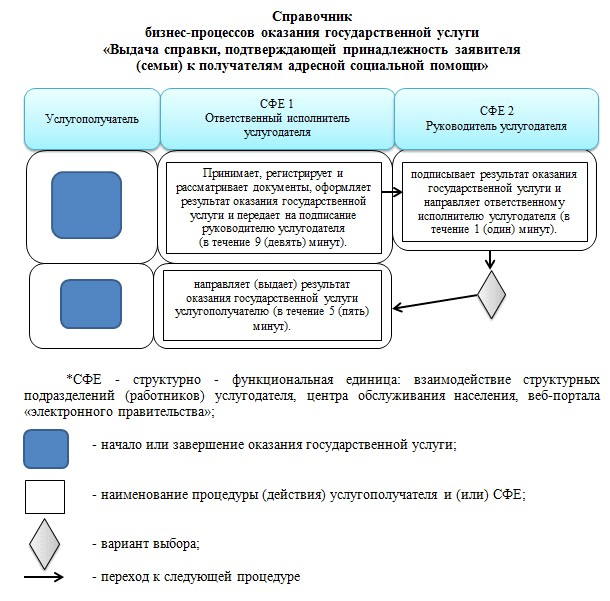 Справочник
бизнес-процессов оказания государственной услуги
«Выдача справки, подтверждающей принадлежность заявителя
(семьи) к получателям адресной социальной помощи»
Услугополучатель
СФЕ 1
Ответственный исполнитель
услугодателя
СФЕ 2
Руководитель услугодателя
Принимает, регистрирует и
рассматривает документы, оформляет
результат оказания государственной
услуги и передает на подписание
руководителю услугодателя
(в течение 9 (девять) минут).
подписывает результат оказания
государственной услуги и
направляет ответственному
исполнителю услугодателя (в
течение 1 (один) минут).
направляет (выдает) результат
оказания государственной услуги
услугополучателю (в течение 5 (пять)
минут).
*СФЕ - структурно - функциональная единица: взаимодействие структурных
подразделений (работников) услугодателя, центра обслуживания населения, веб-портала
«электронного правительства»;
- начало или завершение оказания государственной услуги;
- наименование процедуры (действия) услугополучателя и (или) СФЕ;
- вариант выбора;
- переход к следующей процедуре